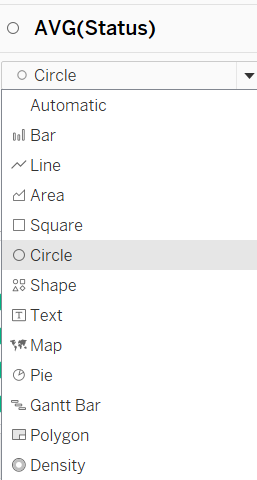 AVG(Status)
Circle
Automatic
Bar
Line
Area
Square
Circle
Shape
Text
Map
Pie
Gantt Bar
Polygon
Density